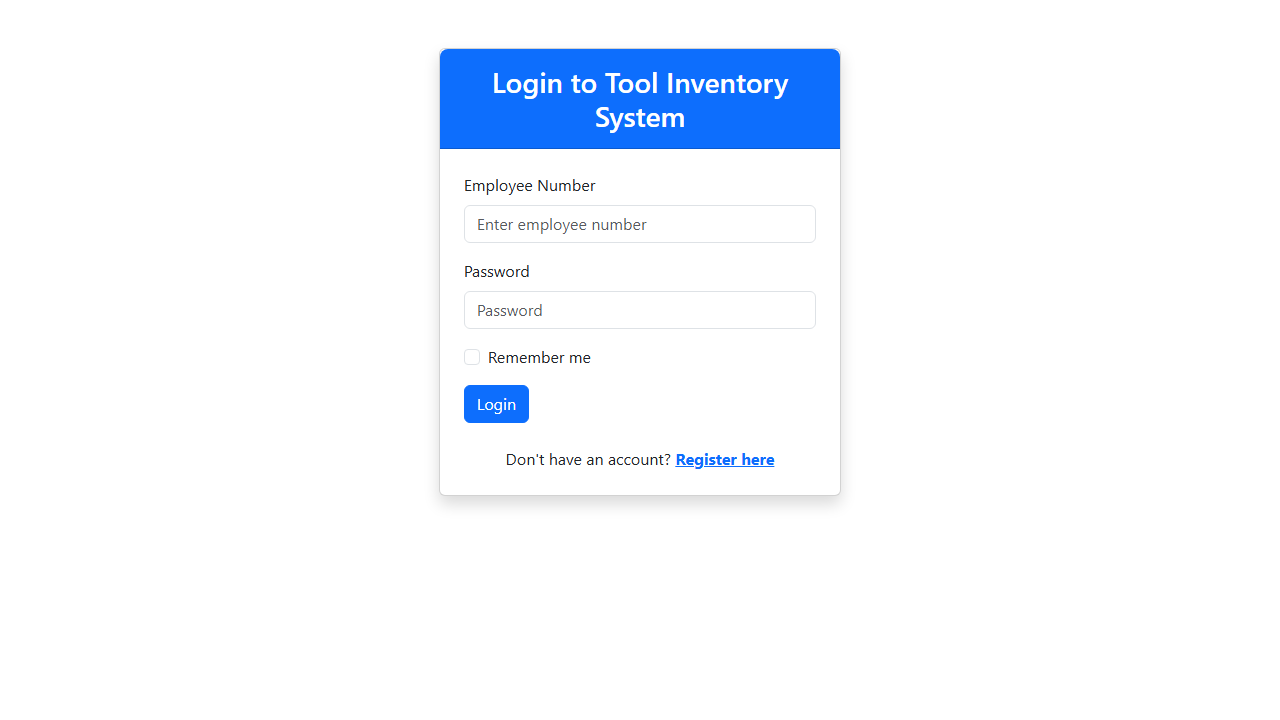 Login to Tool Inventory
System
Employee Number
Enter employee number
Password
Password
Remember me
Login
Don't have an account? Register here